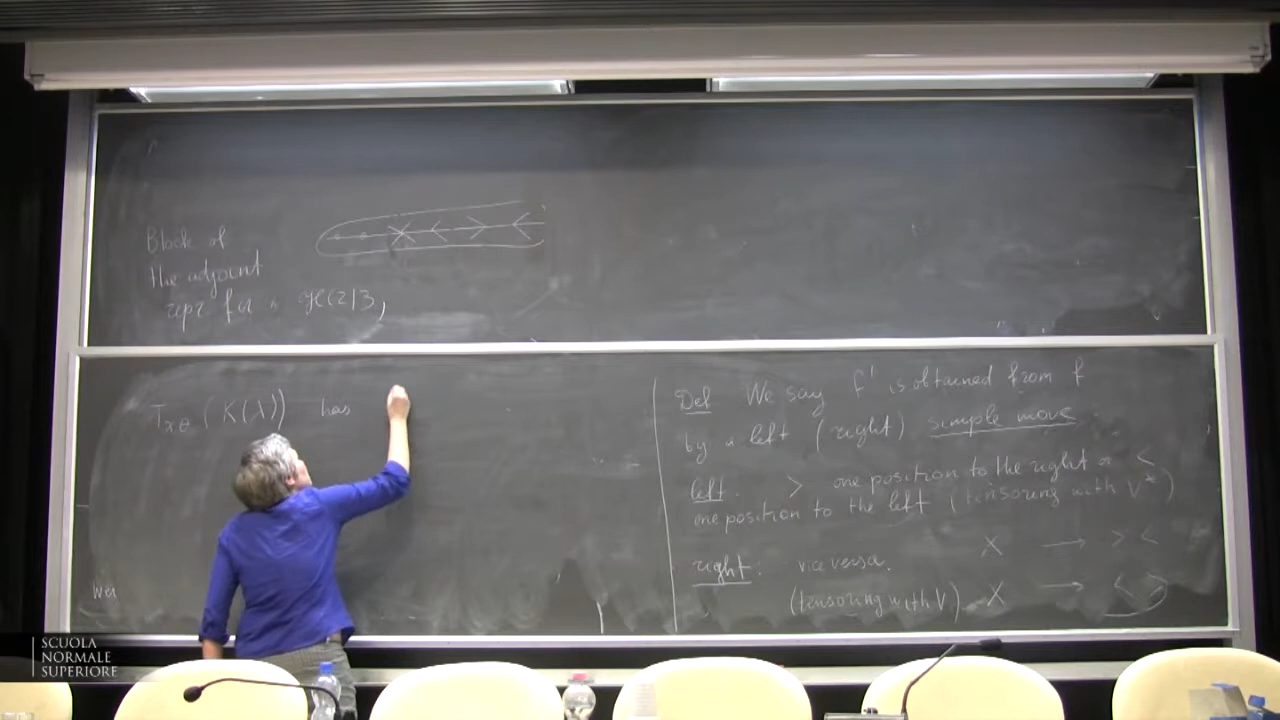 Block of
the adjoint
repr for gl(2|3)
T_{xθ} (K(λ)) has
Def We say f' is obtained from f
by a left (right) simple move
left. > one position to the right or <
one position to the left (tensoring with V*)
X → > <
right: vice versa.
(tensoring with V) X → < >
SCUOLA
NORMALE
SUPERIORE